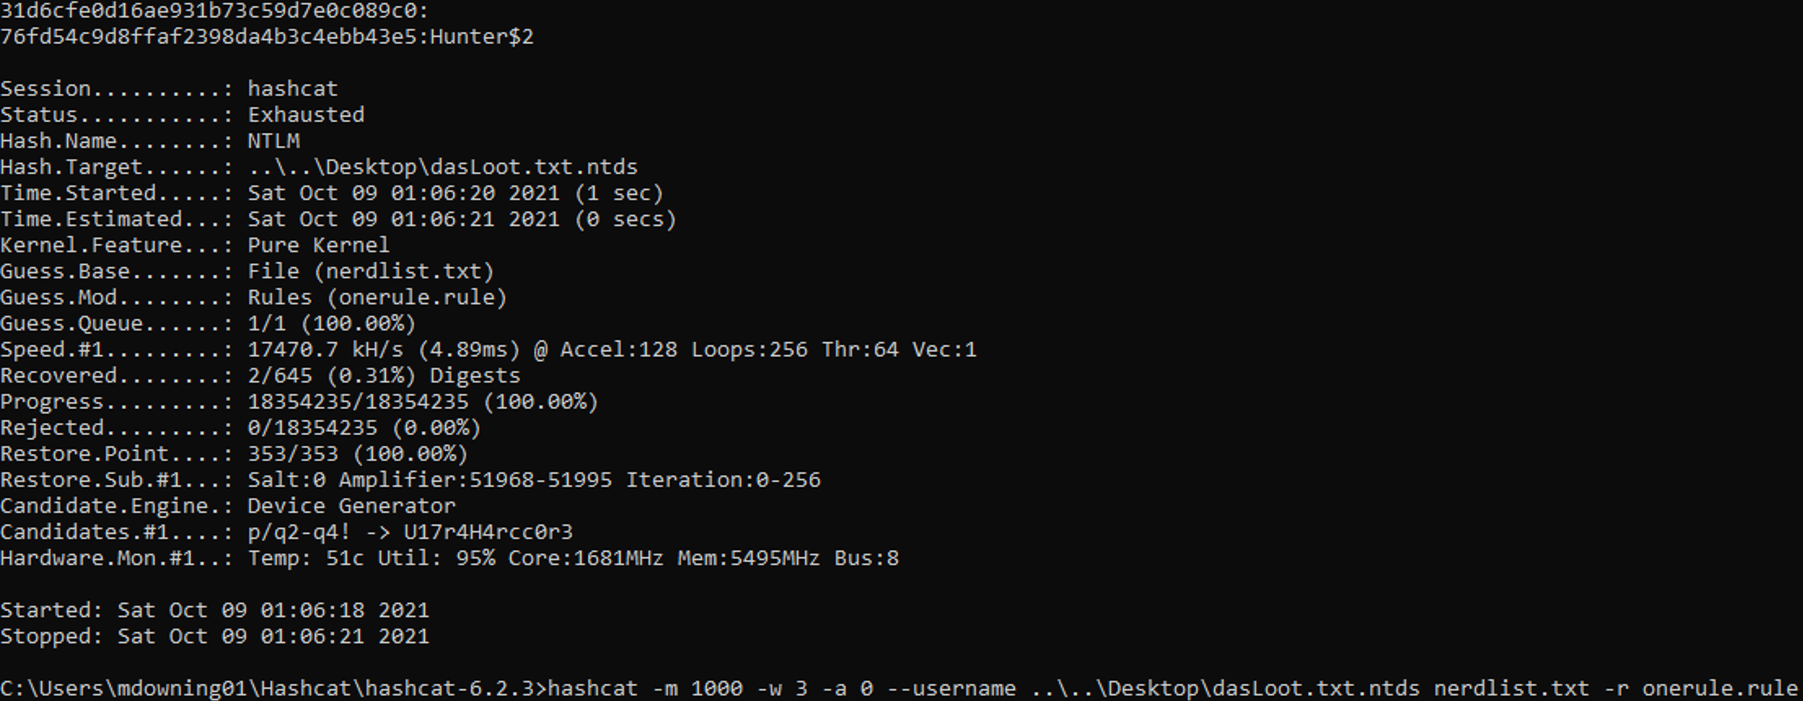 31d6cfe0d16ae931b73c59d7e0c089c0:
76fd54c9d8ffaf2398da4b3c4ebb43e5:Hunter$2
Session..........: hashcat
Status...........: Exhausted
Hash.Name........: NTLM
Hash.Target......: ..\..\Desktop\dasLoot.txt.ntds
Time.Started.....: Sat Oct 09 01:06:20 2021 (1 sec)
Time.Estimated...: Sat Oct 09 01:06:21 2021 (0 secs)
Kernel.Feature...: Pure Kernel
Guess.Base.......: File (nerdlist.txt)
Guess.Mod........: Rules (onerule.rule)
Guess.Queue......: 1/1 (100.00%)
Speed.#1.........: 17470.7 kH/s (4.89ms) @ Accel:128 Loops:256 Thr:64 Vec:1
Recovered........: 2/645 (0.31%) Digests
Progress.........: 18354235/18354235 (100.00%)
Rejected.........: 0/18354235 (0.00%)
Restore.Point....: 353/353 (100.00%)
Restore.Sub.#1...: Salt:0 Amplifier:51968-51995 Iteration:0-256
Candidate.Engine.: Device Generator
Candidates.#1....: p/q2-q4! -> U17r4H4rcc0r3
Hardware.Mon.#1..: Temp: 51c Util: 95% Core:1681MHz Mem:5495MHz Bus:8
Started: Sat Oct 09 01:06:18 2021
Stopped: Sat Oct 09 01:06:21 2021
C:\Users\mdowning01\Hashcat\hashcat-6.2.3>hashcat -m 1000 -w 3 -a 0 --username ..\..\Desktop\dasLoot.txt.ntds nerdlist.txt -r onerule.rule